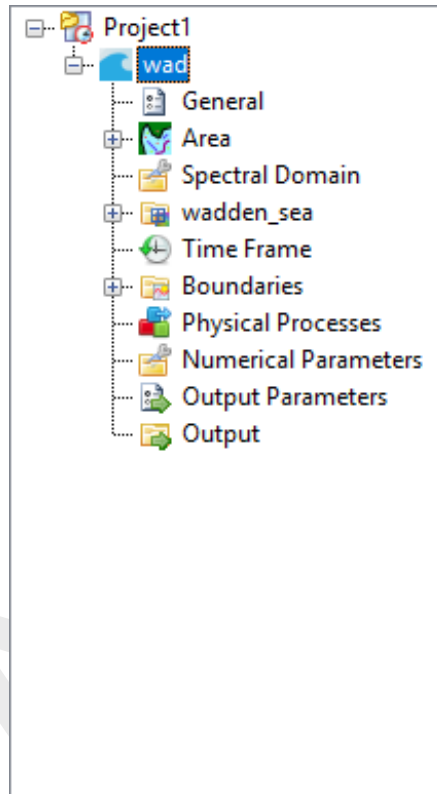 Project1
wad
General
Area
Spectral Domain
wadden_sea
Time Frame
Boundaries
Physical Processes
Numerical Parameters
Output Parameters
Output